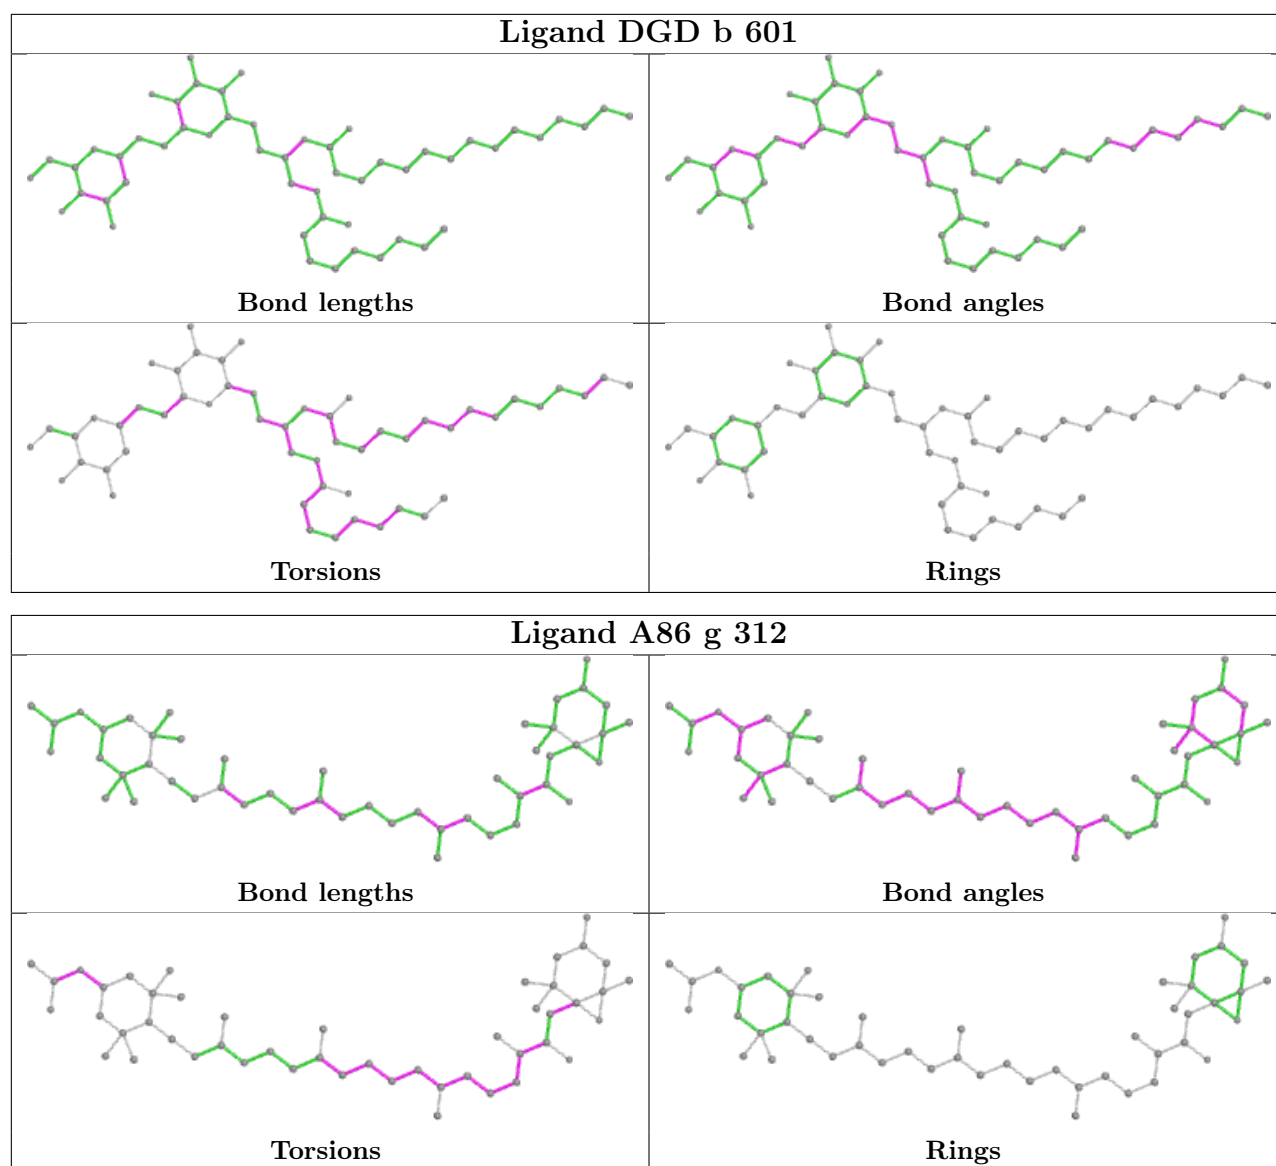 Ligand DGD b 601
Bond lengths
Bond angles
Torsions
Rings
Ligand A86 g 312
Bond lengths
Bond angles
Torsions
Rings